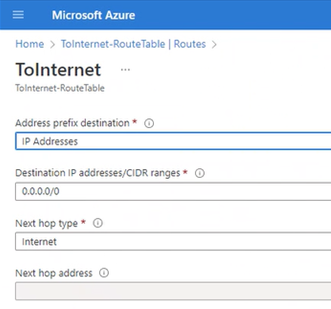 Microsoft Azure
Home > ToInternet-RouteTable | Routes >
ToInternet ...
ToInternet-RouteTable
Address prefix destination *
IP Addresses
Destination IP addresses/CIDR ranges *
0.0.0.0/0
Next hop type *
Internet
Next hop address